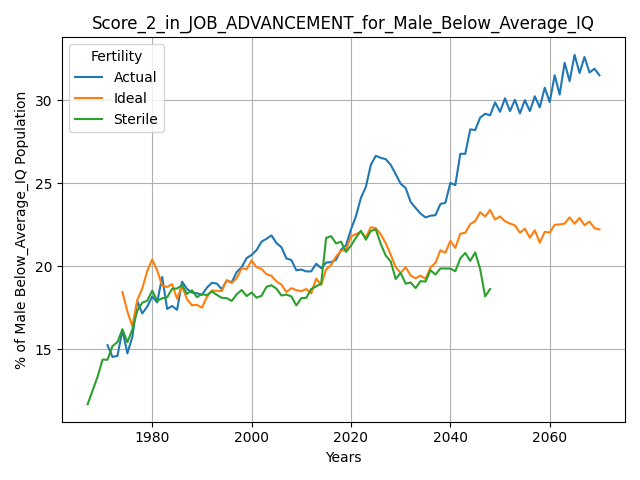 Score_2_in_JOB_ADVANCEMENT_for_Male_Below_Average_IQ
Fertility
Actual
Ideal
Sterile
% of Male Below_Average_IQ Population
30
25
20
15
1980
2000
2020
2040
2060
Years